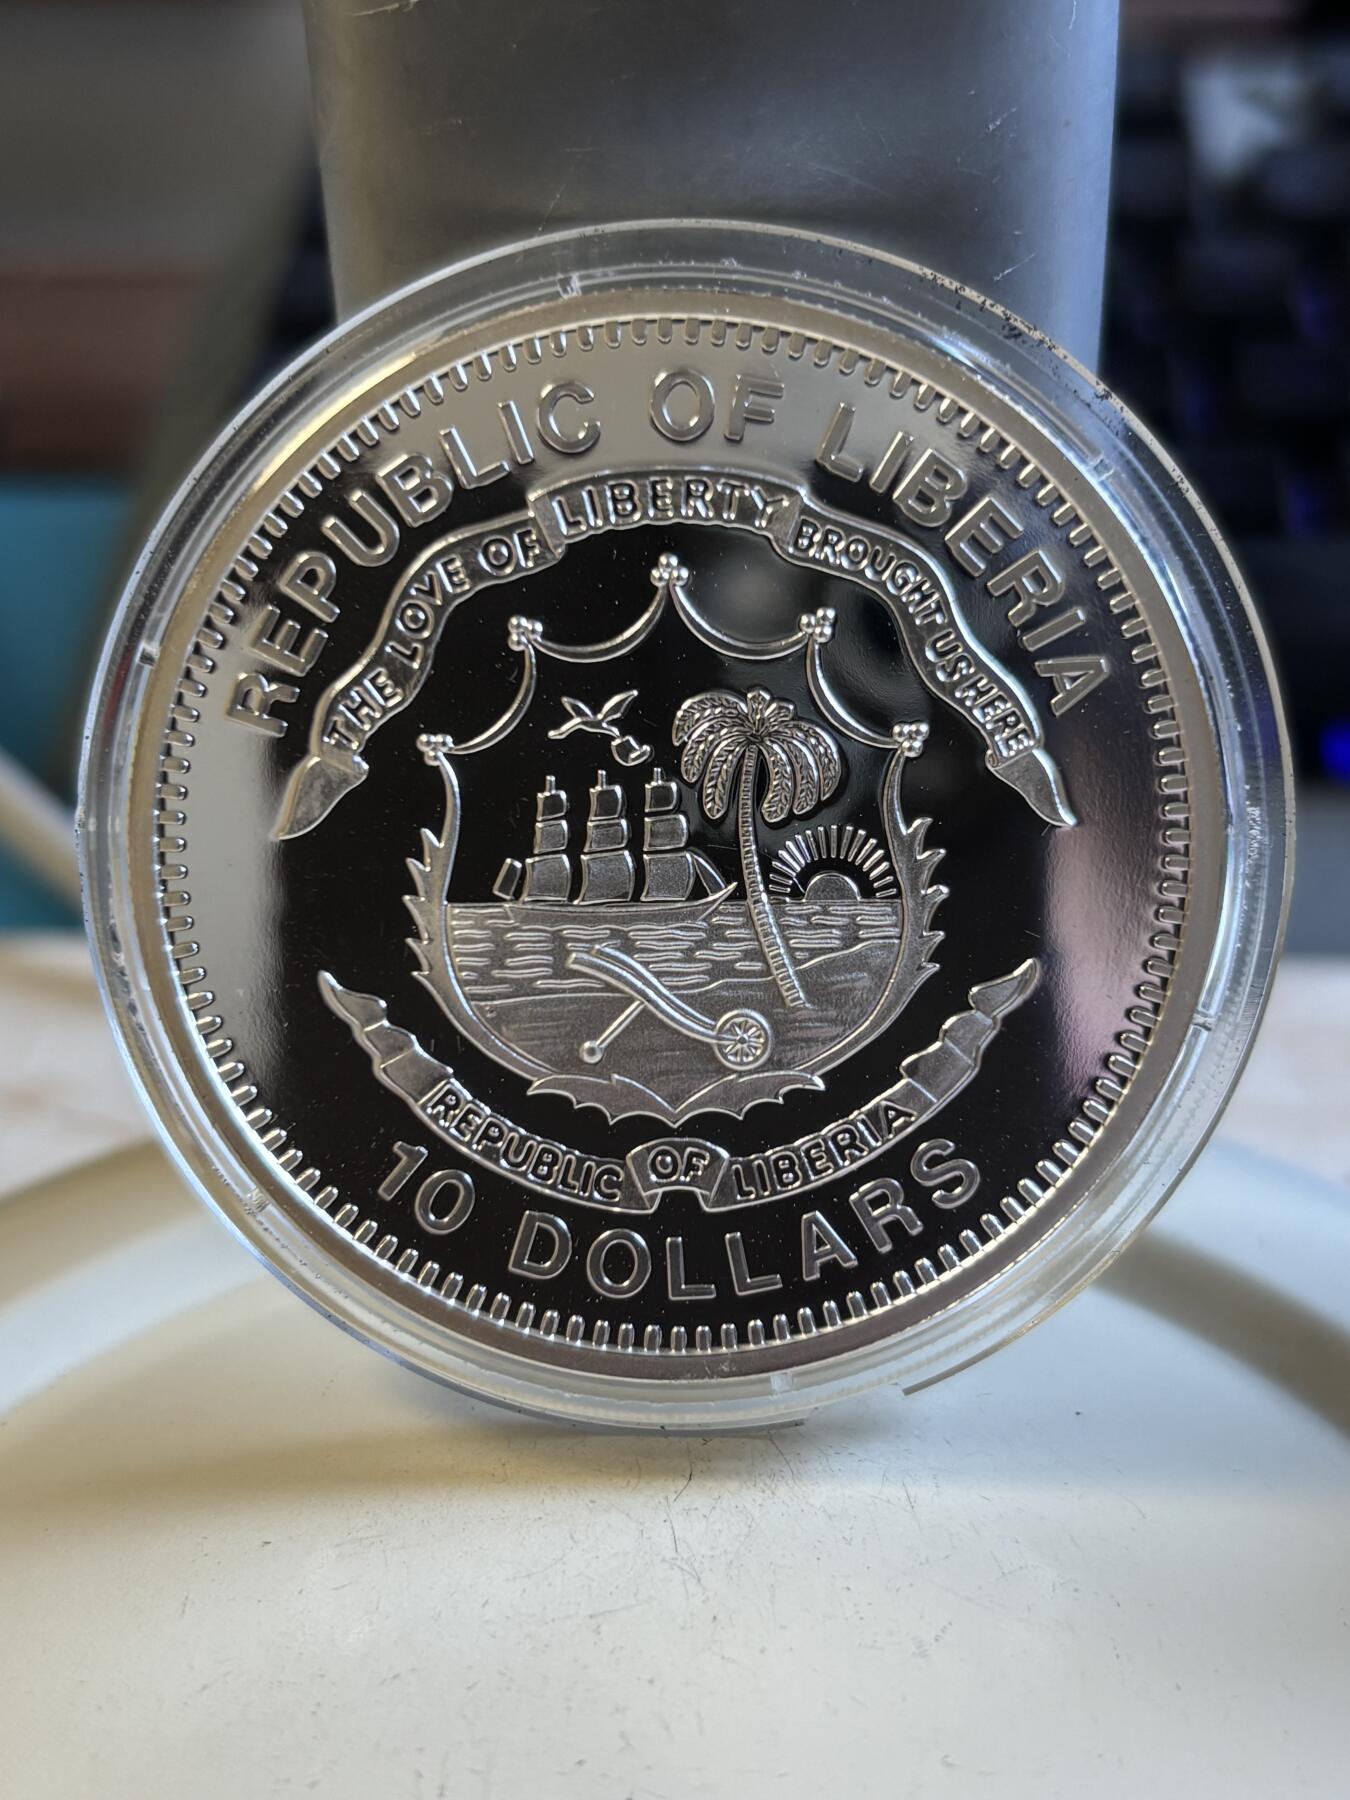 REPUBLIC OF LIBERIA
THE LOVE OF LIBERTY BROUGHT US HERE
REPUBLIC OF LIBERIA
10 DOLLARS